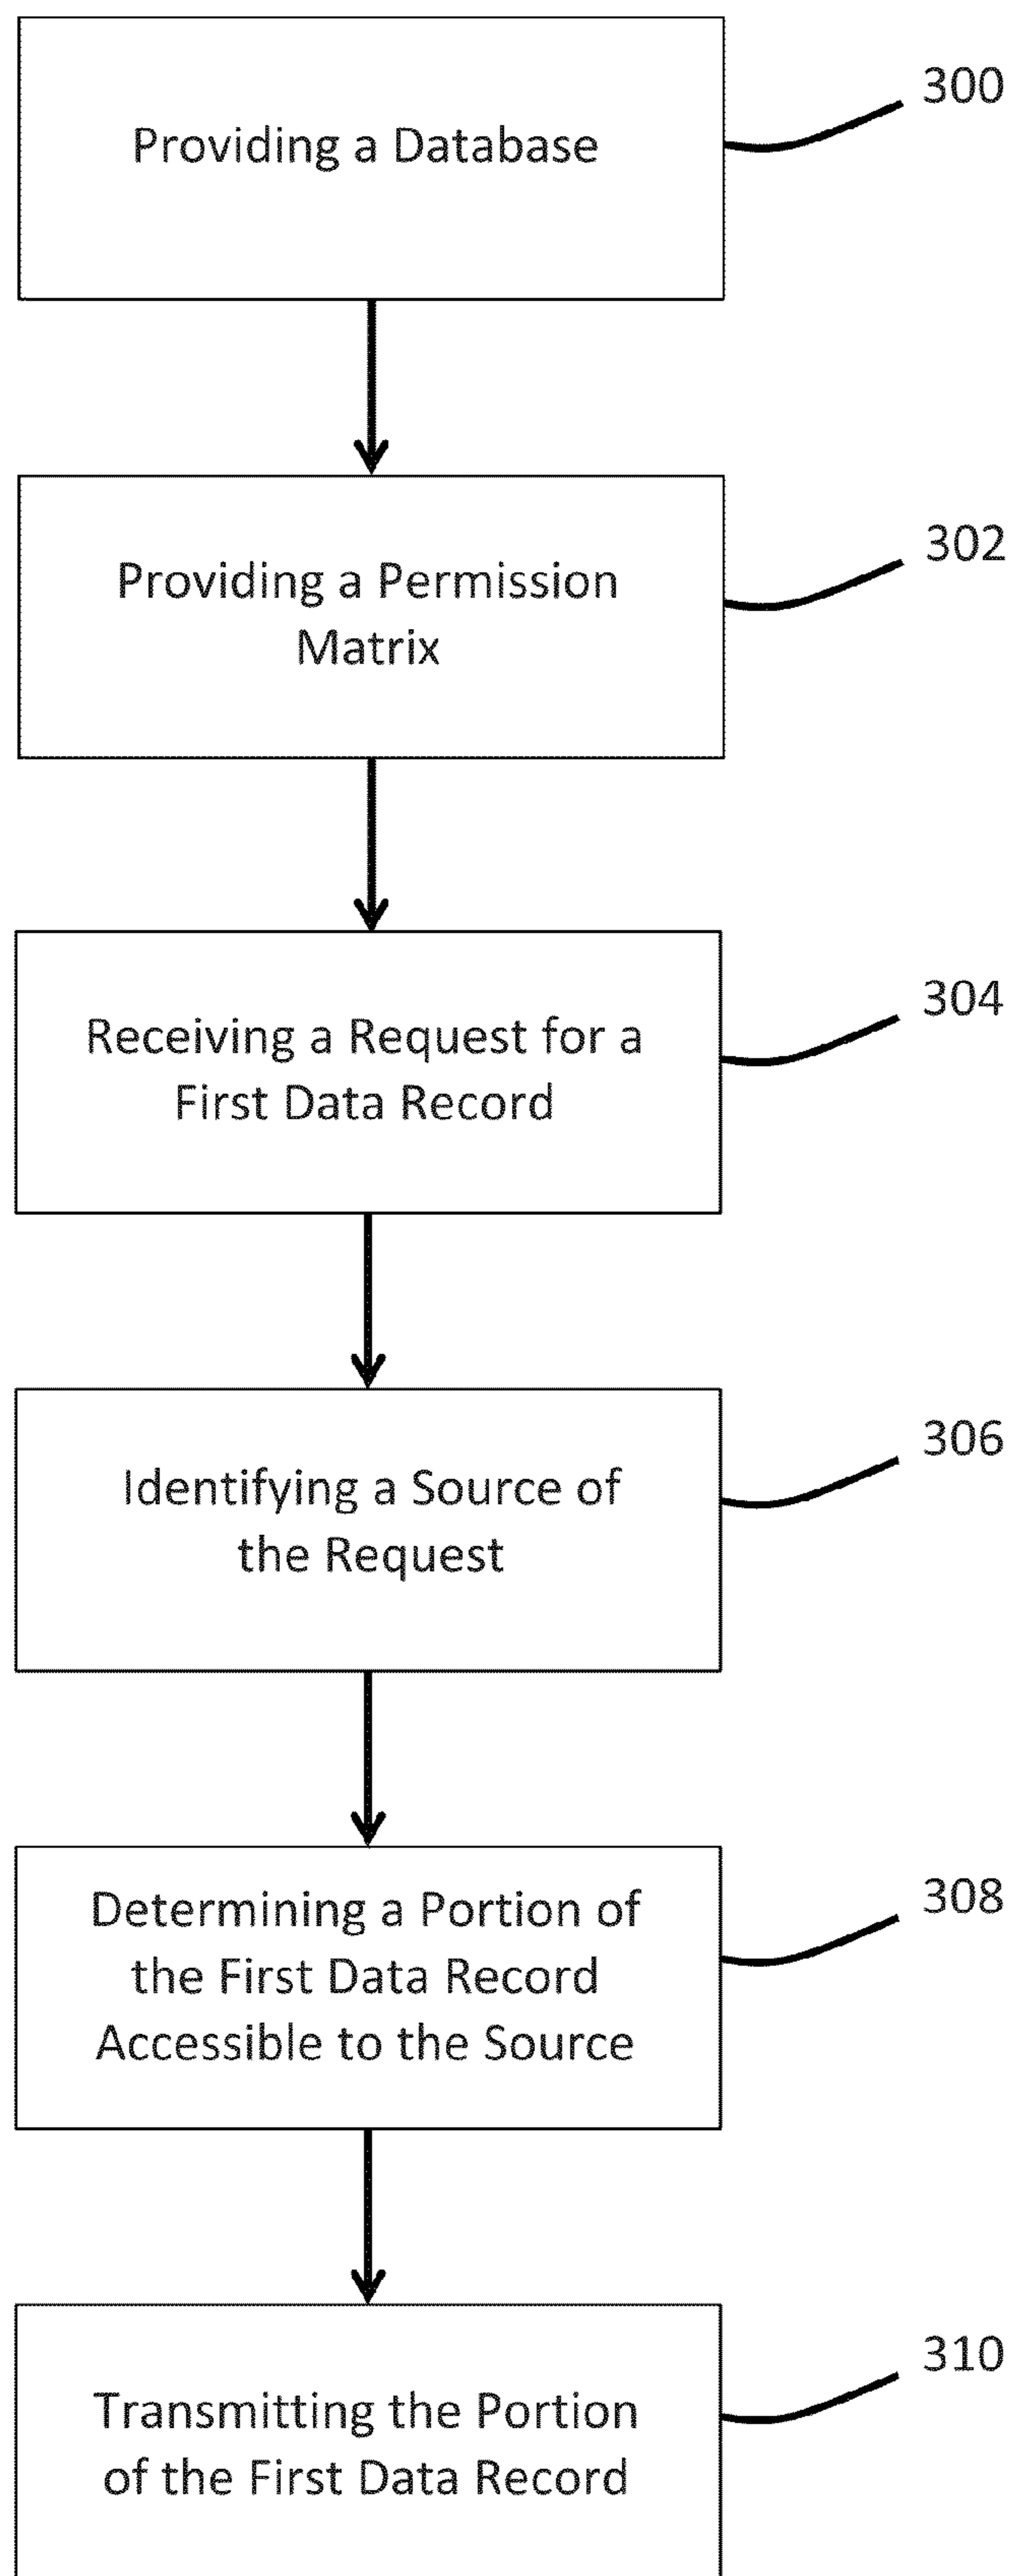 Providing a Database
300
Providing a Permission
Matrix
302
Receiving a Request for a
First Data Record
304
Identifying a Source of
the Request
306
Determining a Portion of
the First Data Record
Accessible to the Source
308
Transmitting the Portion
of the First Data Record
310